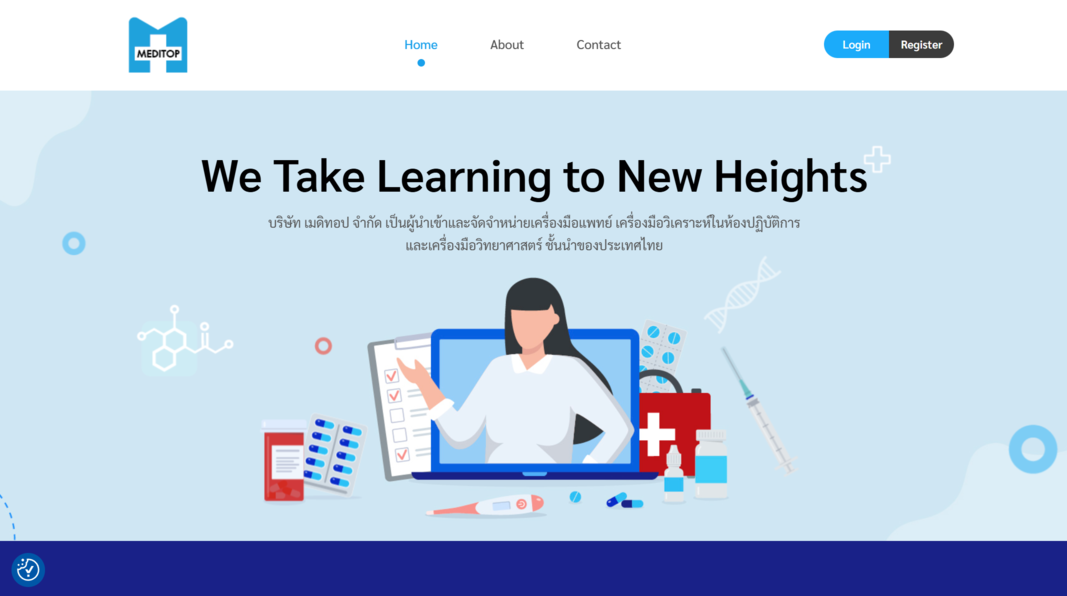 MEDITOP
Home
About
Contact
Login
Register
We Take Learning to New Heights
บริษัท เมดิทอป จำกัด เป็นผู้นำเข้าและจัดจำหน่ายเครื่องมือแพทย์ เครื่องมือวิเคราะห์ในห้องปฏิบัติการ
และเครื่องมือวิทยาศาสตร์ ชั้นนำของประเทศไทย